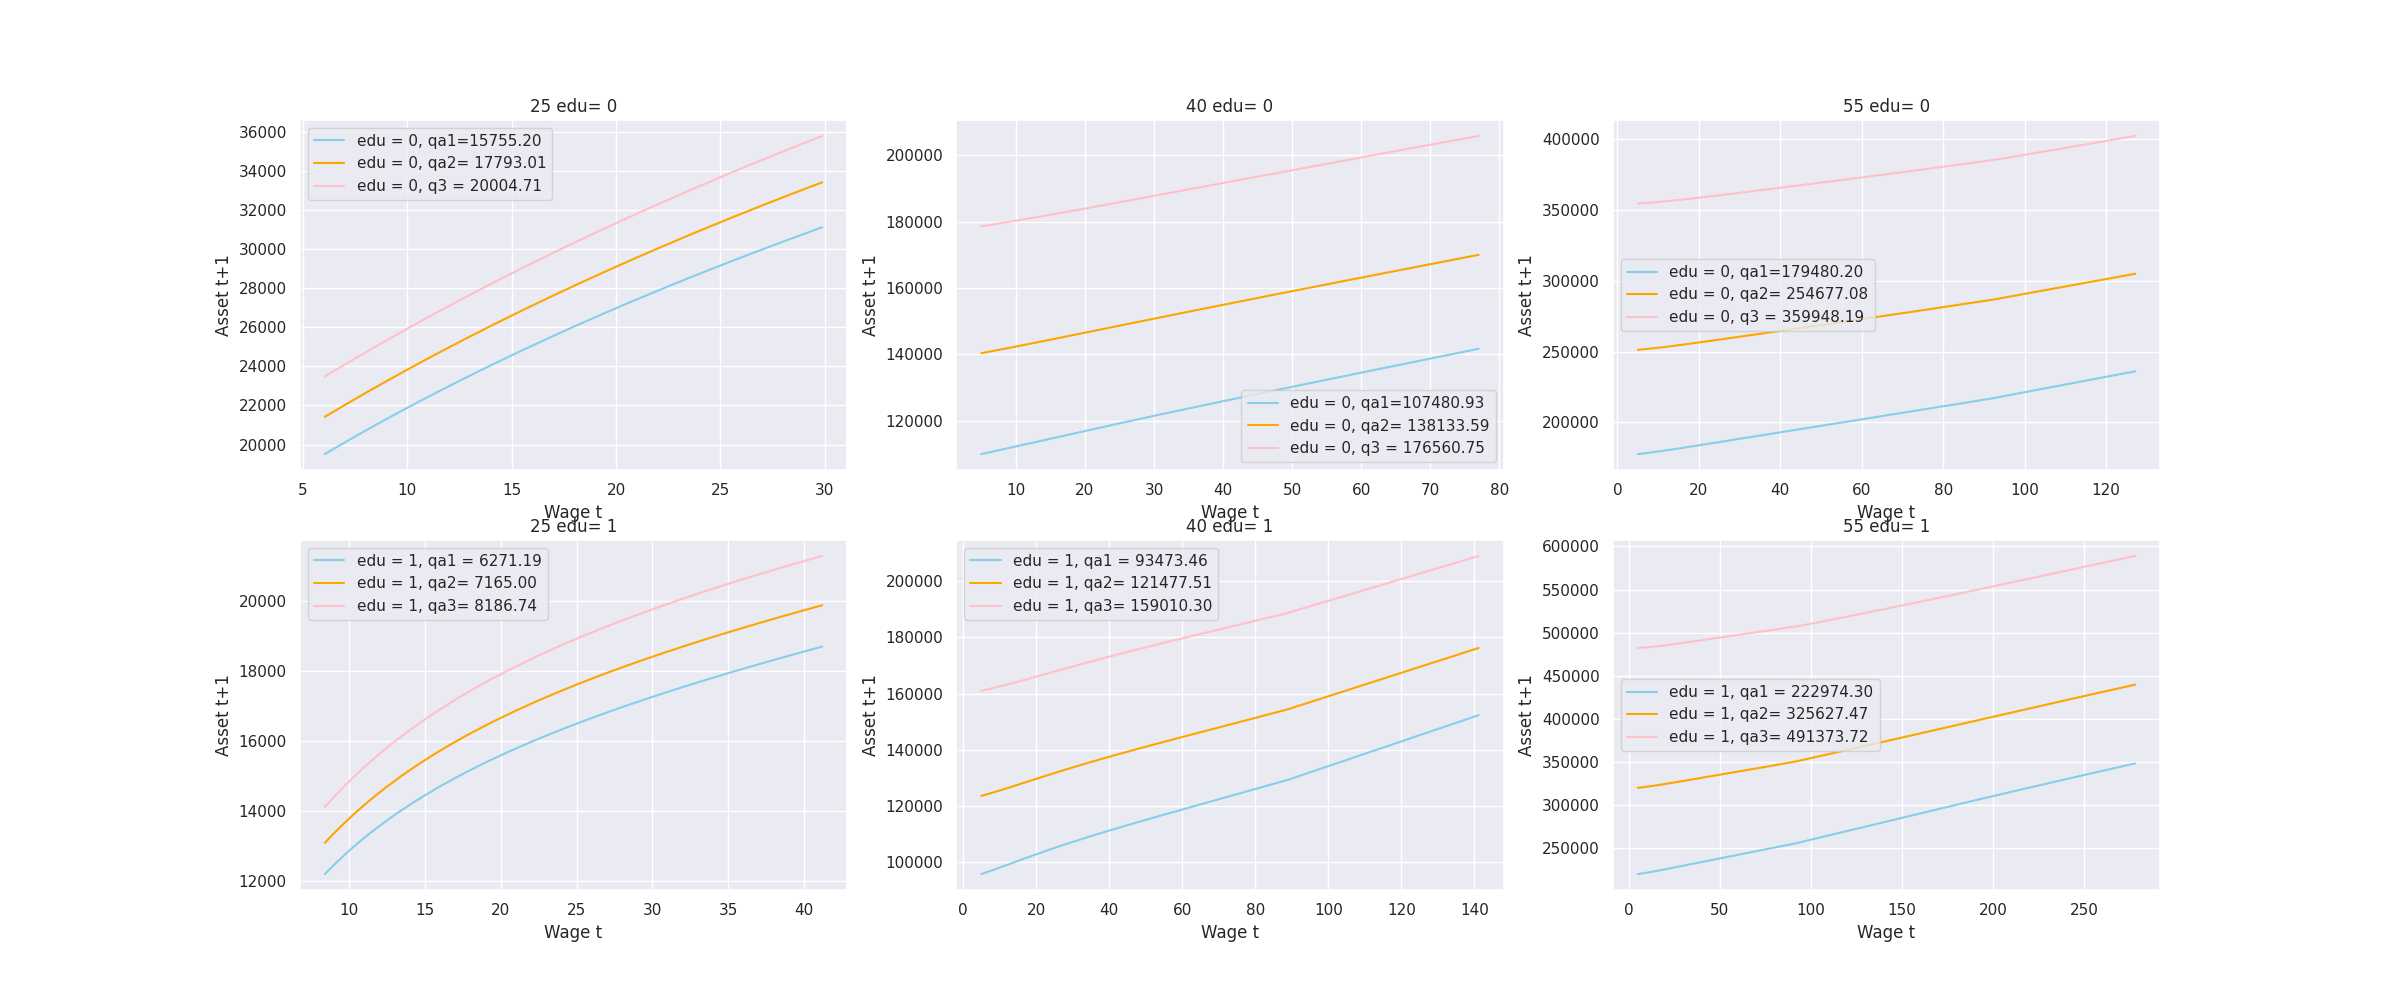 25 edu= 0
36000
34000
32000
30000
28000
26000
24000
22000
20000
Asset t+1
edu = 0, qa1=15755.20
edu = 0, qa2= 17793.01
edu = 0, q3 = 20004.71
5 10 15 20 25 30
Wage t
40 edu= 0
200000
180000
160000
140000
120000
Asset t+1
edu = 0, qa1=107480.93
edu = 0, qa2= 138133.59
edu = 0, q3 = 176560.75
10 20 30 40 50 60 70 80
Wage t
55 edu= 0
400000
350000
300000
250000
200000
Asset t+1
edu = 0, qa1=179480.20
edu = 0, qa2= 254677.08
edu = 0, q3 = 359948.19
0 20 40 60 80 100 120
Wage t
25 edu= 1
20000
18000
16000
14000
12000
Asset t+1
edu = 1, qa1 = 6271.19
edu = 1, qa2= 7165.00
edu = 1, qa3= 8186.74
10 15 20 25 30 35 40
Wage t
40 edu= 1
200000
180000
160000
140000
120000
100000
Asset t+1
edu = 1, qa1 = 93473.46
edu = 1, qa2= 121477.51
edu = 1, qa3= 159010.30
0 20 40 60 80 100 120 140
Wage t
55 edu= 1
600000
550000
500000
450000
400000
350000
300000
250000
Asset t+1
edu = 1, qa1 = 222974.30
edu = 1, qa2= 325627.47
edu = 1, qa3= 491373.72
0 50 100 150 200 250
Wage t